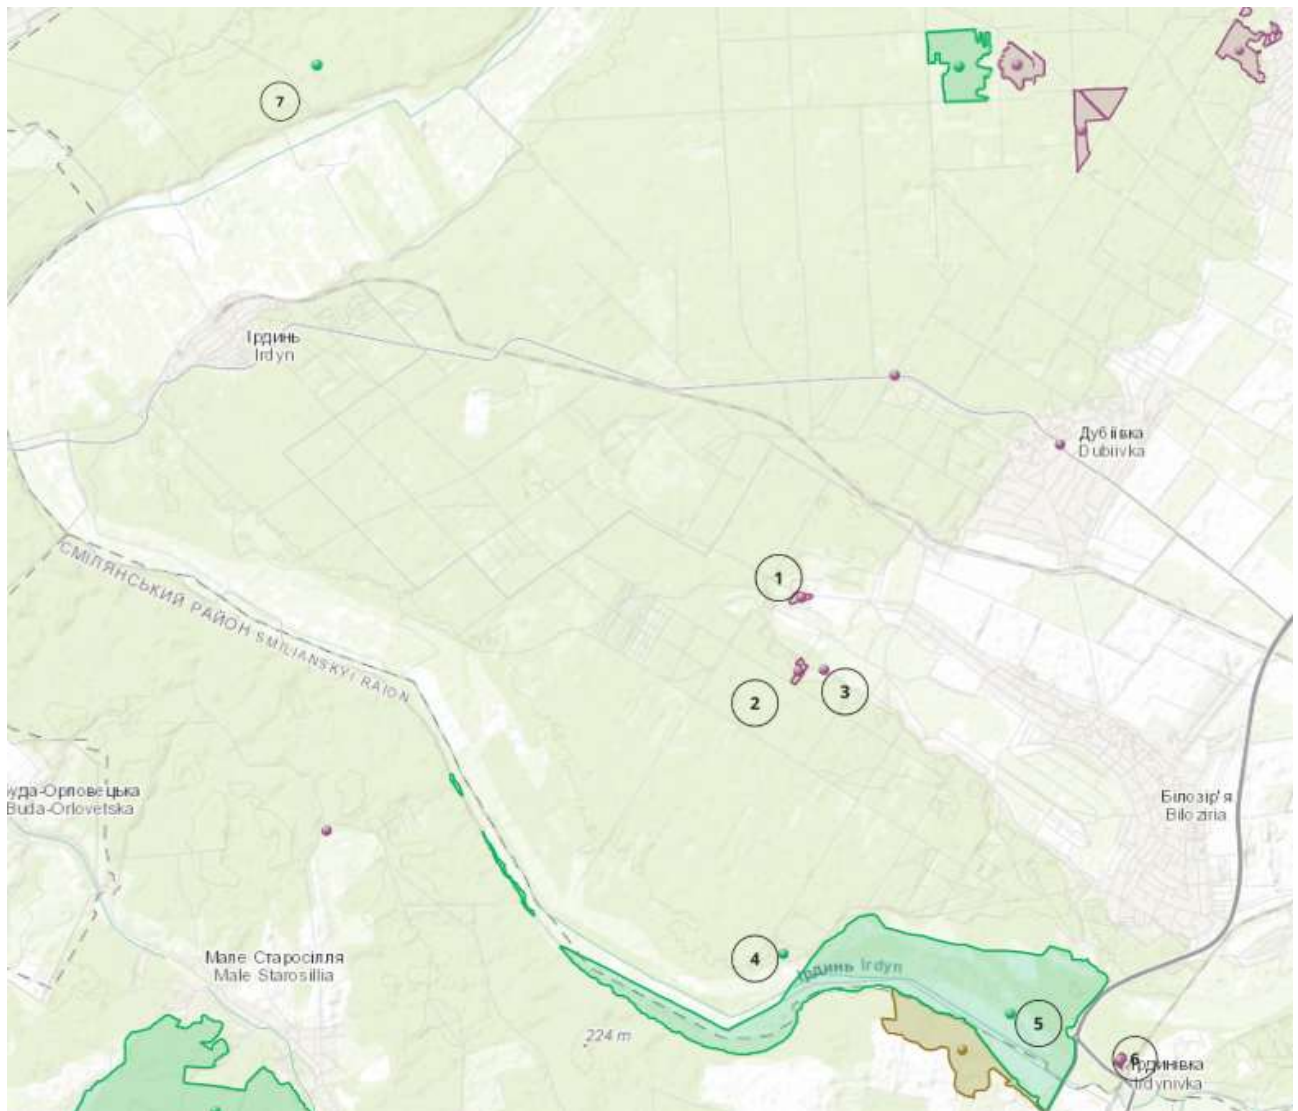 7
Ірдинь
Irdyn
Дубіївка
Dubiivka
1
СМІЛЯНСЬКИЙ РАЙОН SMILIANSKYI RAION
2
3
уда-Орловецька
Buda-Orlovetska
Білозір'я
Biloziria
4
Мале Старосілля
Male Starosillia
Ірдинь Irdyn
5
224 m
6
Ірдинівка
Irdynivka